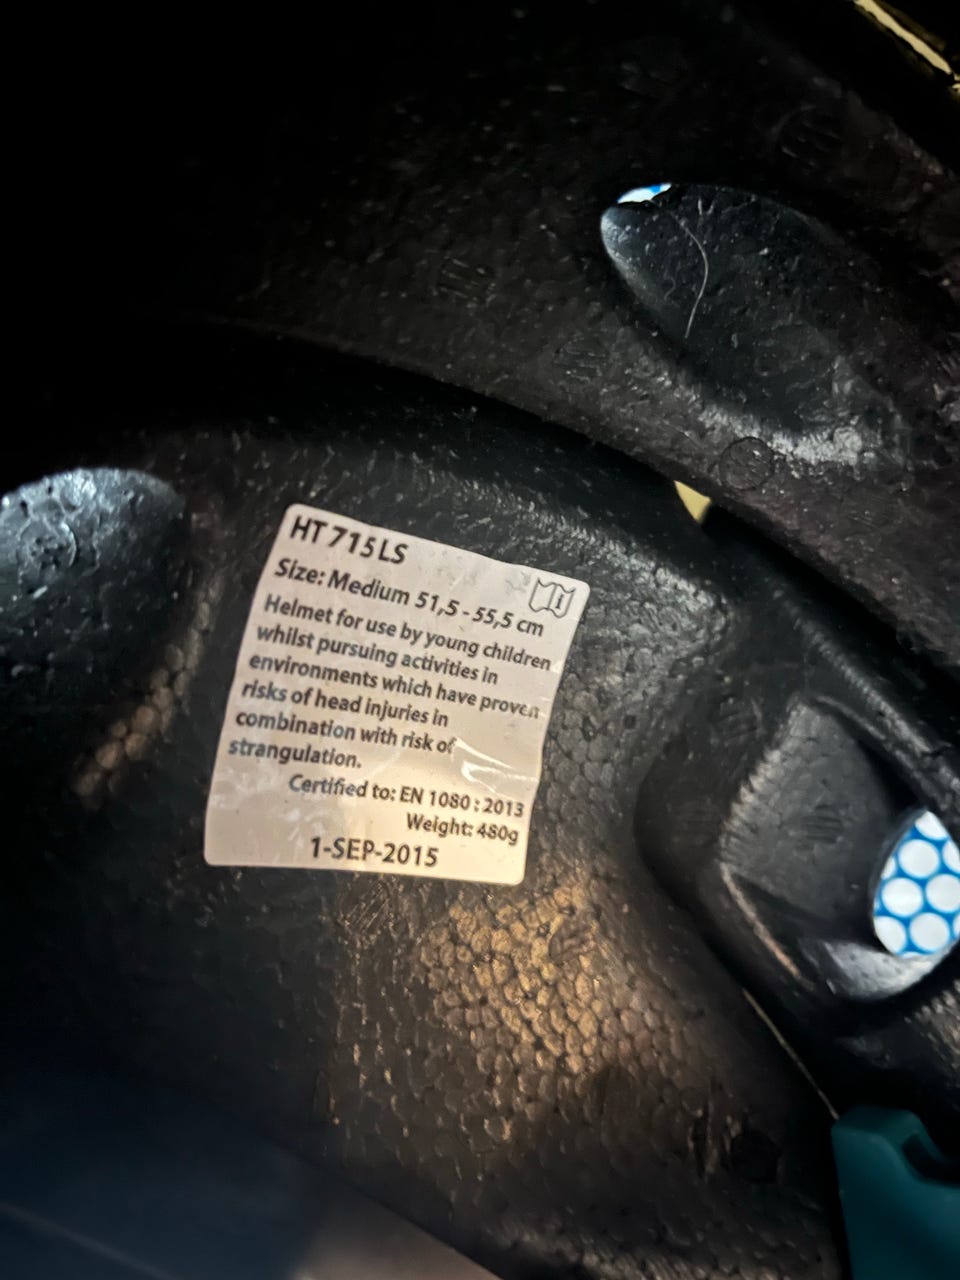 HT 715 LS
Size: Medium 51,5 - 55,5 cm
Helmet for use by young children
whilst pursuing activities in
environments which have proven
risks of head injuries in
combination with risk of
strangulation.
Certified to: EN 1080 : 2013
Weight: 480g
1-SEP-2015